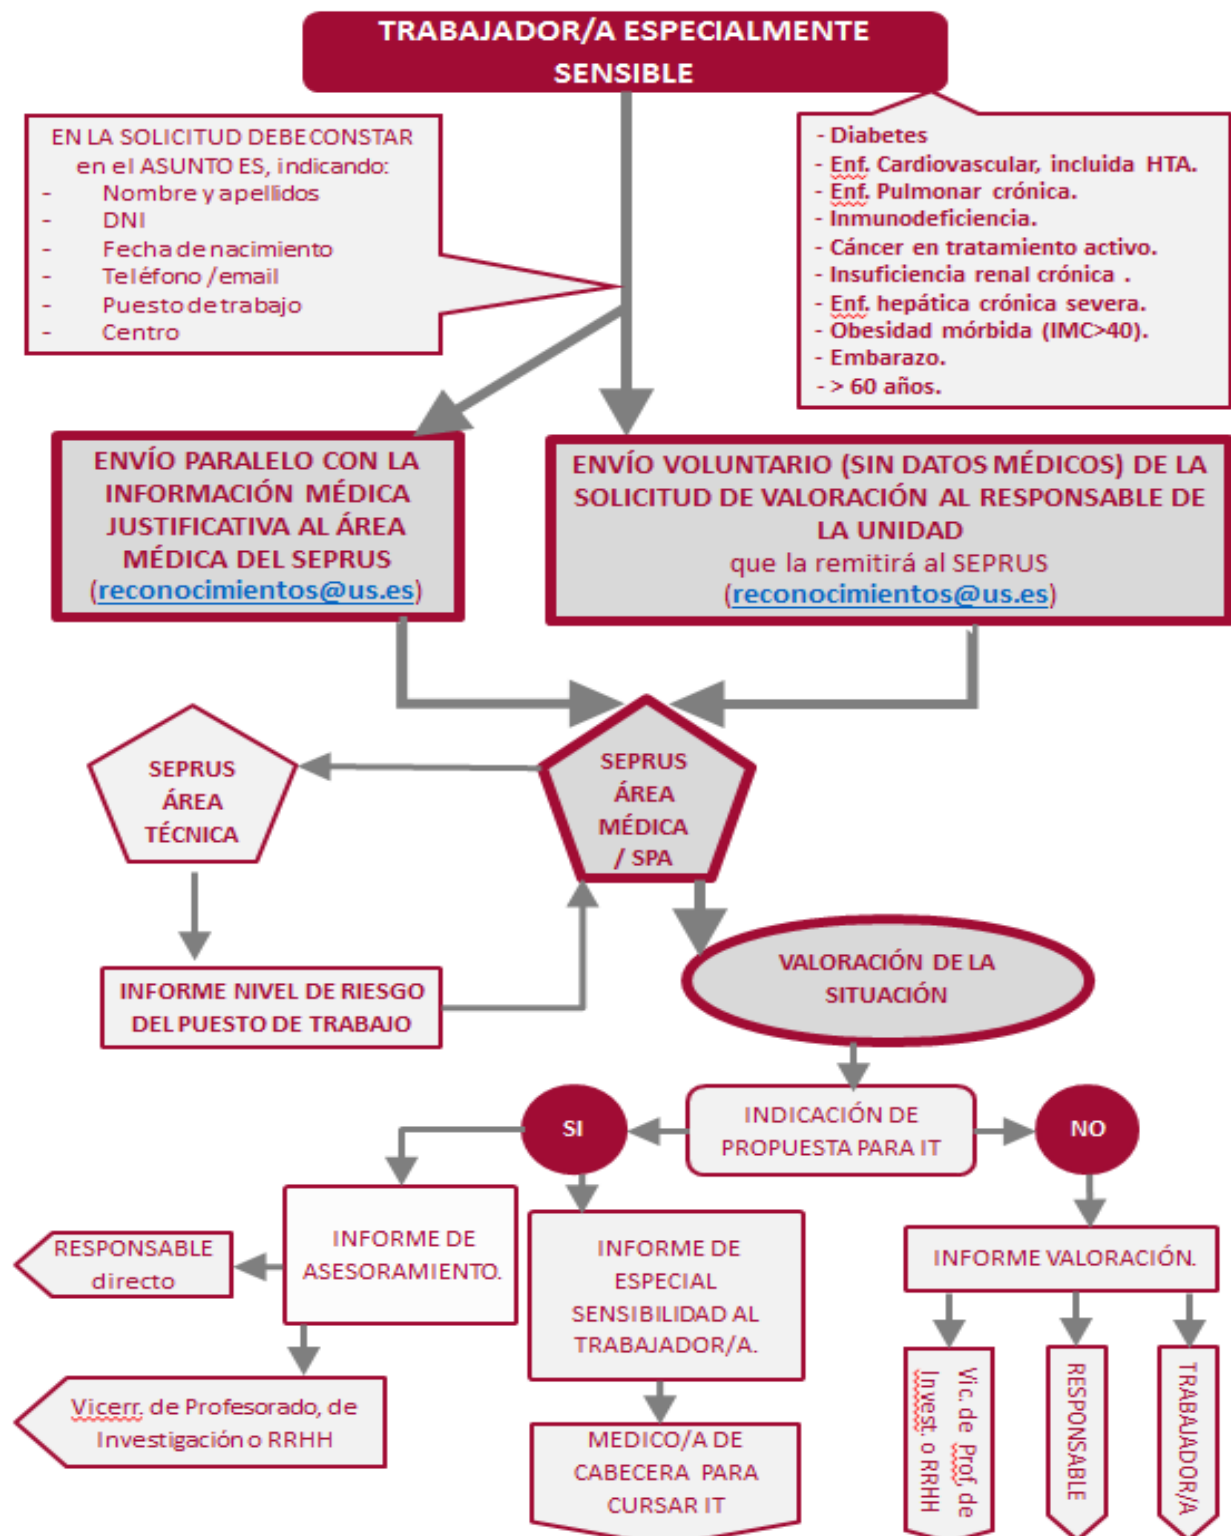 TRABAJADOR/A ESPECIALMENTE
SENSIBLE
EN LA SOLICITUD DEBE CONSTAR
en el ASUNTO ES, indicando:
- Nombre y apellidos
- DNI
- Fecha de nacimiento
- Teléfono /email
- Puesto de trabajo
- Centro
- Diabetes
- Enf. Cardiovascular, incluida HTA.
- Enf. Pulmonar crónica.
- Inmunodeficiencia.
- Cáncer en tratamiento activo.
- Insuficiencia renal crónica .
- Enf. hepática crónica severa.
- Obesidad mórbida (IMC>40).
- Embarazo.
- > 60 años.
ENVÍO PARALELO CON LA
INFORMACIÓN MÉDICA
JUSTIFICATIVA AL ÁREA
MÉDICA DEL SEPRUS
(reconocimientos@us.es)
ENVÍO VOLUNTARIO (SIN DATOS MÉDICOS) DE LA
SOLICITUD DE VALORACIÓN AL RESPONSABLE DE
LA UNIDAD
que la remitirá al SEPRUS
(reconocimientos@us.es)
SEPRUS
ÁREA
TÉCNICA
SEPRUS
ÁREA
MÉDICA
/ SPA
INFORME NIVEL DE RIESGO
DEL PUESTO DE TRABAJO
VALORACIÓN DE LA
SITUACIÓN
INDICACIÓN DE
PROPUESTA PARA IT
SI
NO
INFORME DE
ASESORAMIENTO.
RESPONSABLE
directo
Vicerr. de Profesorado, de
Investigación o RRHH
INFORME DE
ESPECIAL
SENSIBILIDAD AL
TRABAJADOR/A.
MEDICO/A DE
CABECERA PARA
CURSAR IT
INFORME VALORACIÓN.
Vic. de Prof, de
Invest. o RRHH
RESPONSABLE
TRABAJADOR/A